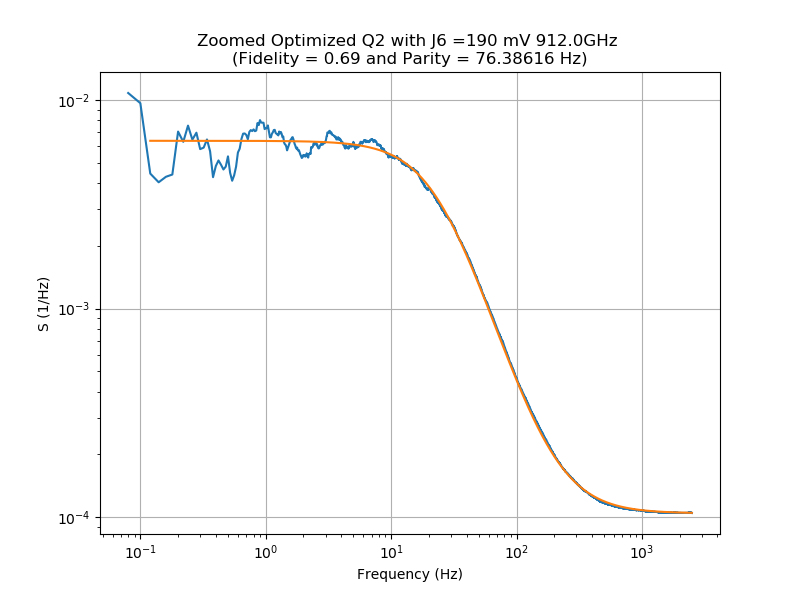 Zoomed Optimized Q2 with J6 =190 mV 912.0GHz
(Fidelity = 0.69 and Parity = 76.38616 Hz)
10⁻²
10⁻³
10⁻⁴
S (1/Hz)
10⁻¹ 10⁰ 10¹ 10² 10³
Frequency (Hz)